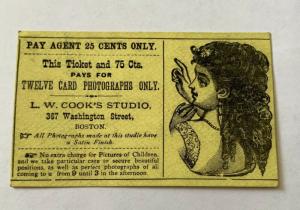 PAY AGENT 25 CENTS ONLY.
This Ticket and 75 Cts.
PAYS FOR
TWELVE CARD PHOTOGRAPHS ONLY.
L. W. COOK'S STUDIO,
367 Washington Street,
BOSTON.
☞ All Photographs made at this studio have
a Satin Finish.
☞ No extra charge for Pictures of Children,
and we take particular care or secure beautiful
positions, as well as perfect photographs of all
coming to us from 9 until 3 in the afternoon.